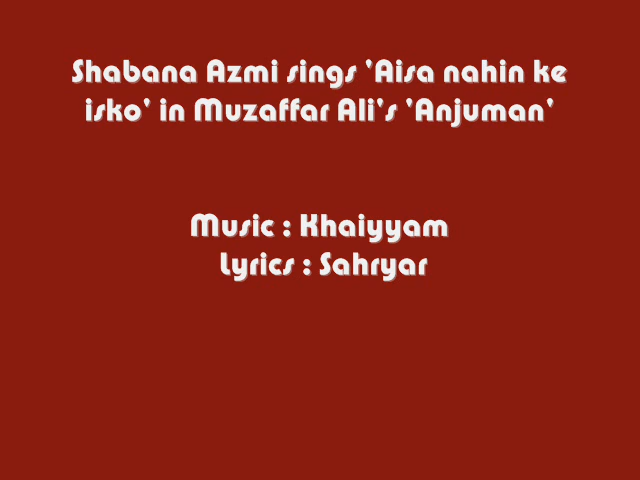 Shabana Azmi sings 'Aisa nahin ke
isko' in Muzaffar Ali's 'Anjuman'
Music : Khaiyyam
Lyrics : Sahryar